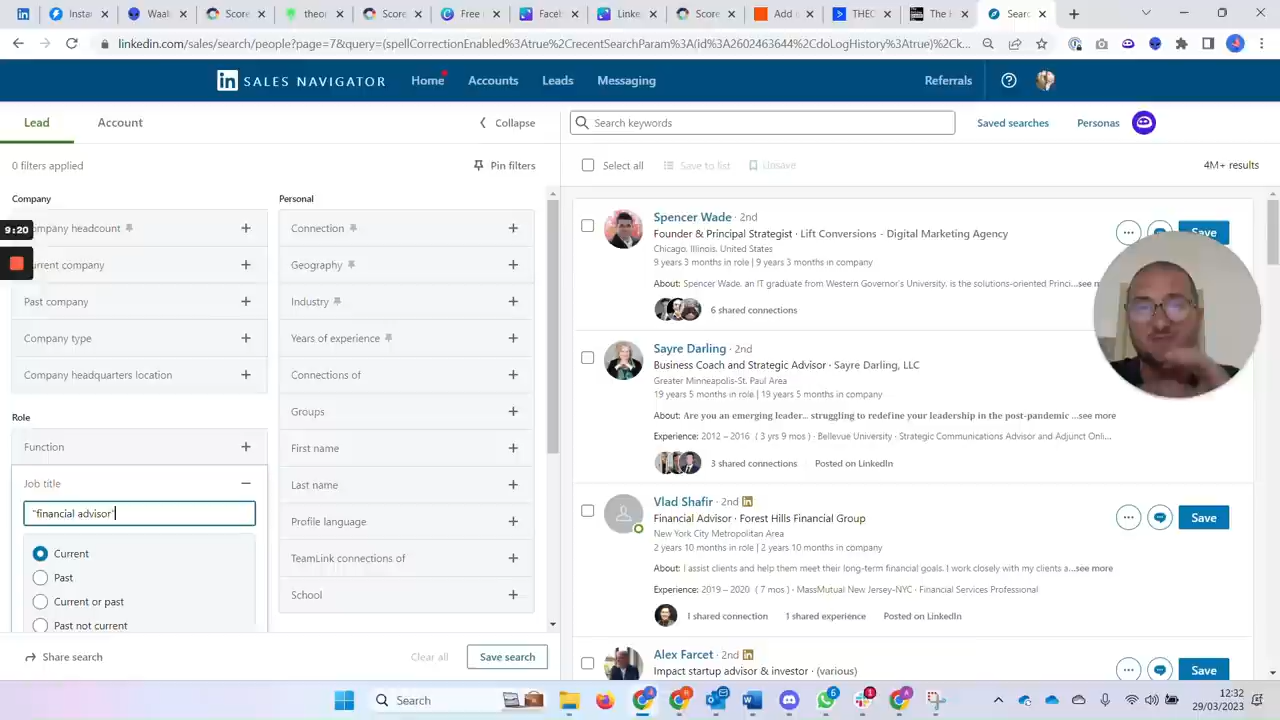 Instar
Waala
Score
theor
Score
Free
Faceb
Linke
Score
Add l
THEC
The H
Searc
linkedin.com/sales/search/people?page=7&query=(spellCorrectionEnabled%3Atrue%2CrecentSearchParam%3A(id%3A2602463644%2CdoLogHistory%3Atrue)%2Ck...
SALES NAVIGATOR
Home
Accounts
Leads
Messaging
Referrals
Lead
Account
Collapse
Search keywords
Saved searches
Personas
0 filters applied
Pin filters
Select all
Save to list
Unsave
4M+ results
Company
Personal
9:20
ompany headcount
urrent company
Past company
Company type
Company headquarters location
Role
Function
Job title
"financial advisor"
Current
Past
Current or past
Past not current
Connection
Geography
Industry
Years of experience
Connections of
Groups
First name
Last name
Profile language
TeamLink connections of
School
Share search
Clear all
Save search
Spencer Wade · 2nd
Founder & Principal Strategist · Lift Conversions - Digital Marketing Agency
Chicago, Illinois, United States
9 years 3 months in role | 9 years 3 months in company
About: Spencer Wade, an IT graduate from Western Governor's University, is the solutions-oriented Princi...see m
6 shared connections
Save
Sayre Darling · 2nd
Business Coach and Strategic Advisor · Sayre Darling, LLC
Greater Minneapolis-St. Paul Area
19 years 5 months in role | 19 years 5 months in company
About: Are you an emerging leader... struggling to redefine your leadership in the post-pandemic ...see more
Experience: 2012 – 2016 ( 3 yrs 9 mos ) · Bellevue University · Strategic Communications Advisor and Adjunct Onli...
3 shared connections
Posted on LinkedIn
Vlad Shafir · 2nd
Financial Advisor · Forest Hills Financial Group
New York City Metropolitan Area
2 years 10 months in role | 2 years 10 months in company
About: I assist clients and help them meet their long-term financial goals. I work closely with my clients a...see more
Experience: 2019 – 2020 ( 7 mos ) · MassMutual New Jersey-NYC · Financial Services Professional
1 shared connection
1 shared experience
Posted on LinkedIn
Save
Alex Farcet · 2nd
Impact startup advisor & investor · (various)
Save
Search
6
1
12:32
29/03/2023